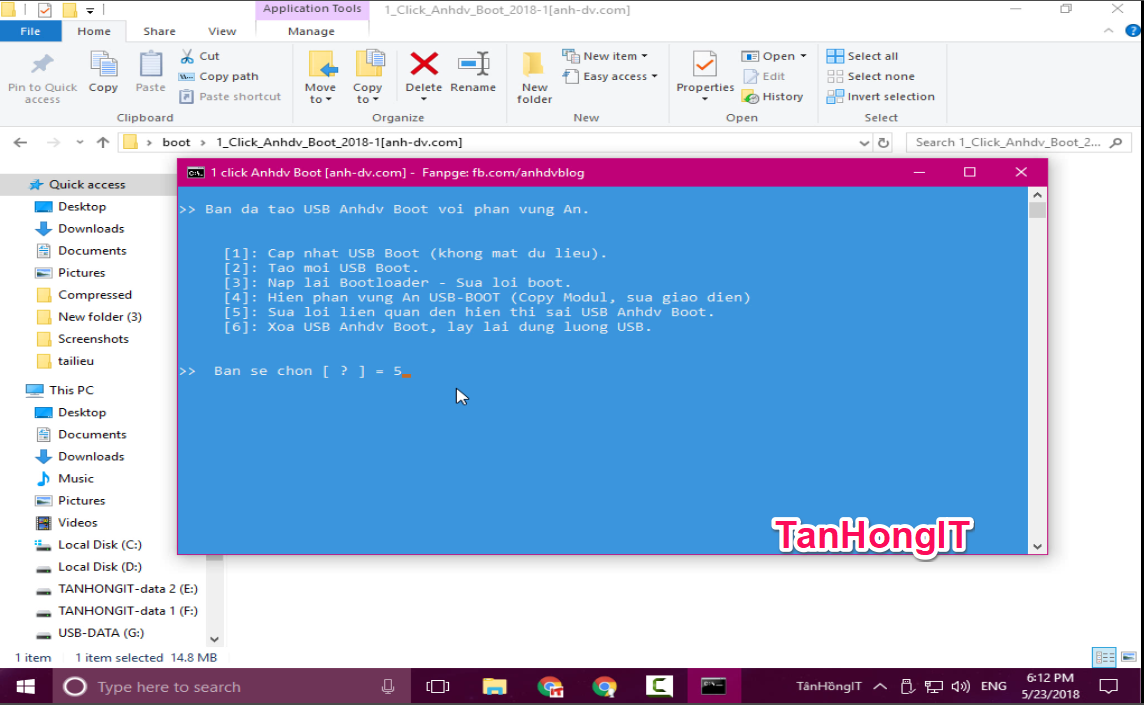 Application Tools
1_Click_Anhdv_Boot_2018-1[anh-dv.com]
File
Home
Share
View
Manage
Pin to Quick access
Copy
Paste
Cut
Copy path
Paste shortcut
Clipboard
Move to
Copy to
Delete
Rename
Organize
New folder
New item
Easy access
New
Properties
Open
Edit
History
Open
Select all
Select none
Invert selection
Select
boot > 1_Click_Anhdv_Boot_2018-1[anh-dv.com]
Search 1_Click_Anhdv_Boot_2...
Quick access
Desktop
Downloads
Documents
Pictures
Compressed
New folder (3)
Screenshots
tailieu
This PC
Desktop
Documents
Downloads
Music
Pictures
Videos
Local Disk (C:)
Local Disk (D:)
TANHONGIT-data 2 (E:)
TANHONGIT-data 1 (F:)
USB-DATA (G:)
1 click Anhdv Boot [anh-dv.com] - Fanpge: fb.com/anhdvblog
>> Ban da tao USB Anhdv Boot voi phan vung An.
[1]: Cap nhat USB Boot (khong mat du lieu).
[2]: Tao moi USB Boot.
[3]: Nap lai Bootloader - Sua loi boot.
[4]: Hien phan vung An USB-BOOT (Copy Modul, sua giao dien)
[5]: Sua loi lien quan den hien thi sai USB Anhdv Boot.
[6]: Xoa USB Anhdv Boot, lay lai dung luong USB.
>> Ban se chon [ ? ] = 5
TanHongIT
1 item
1 item selected 14.8 MB
Type here to search
TânHồngIT
ENG
6:12 PM
5/23/2018